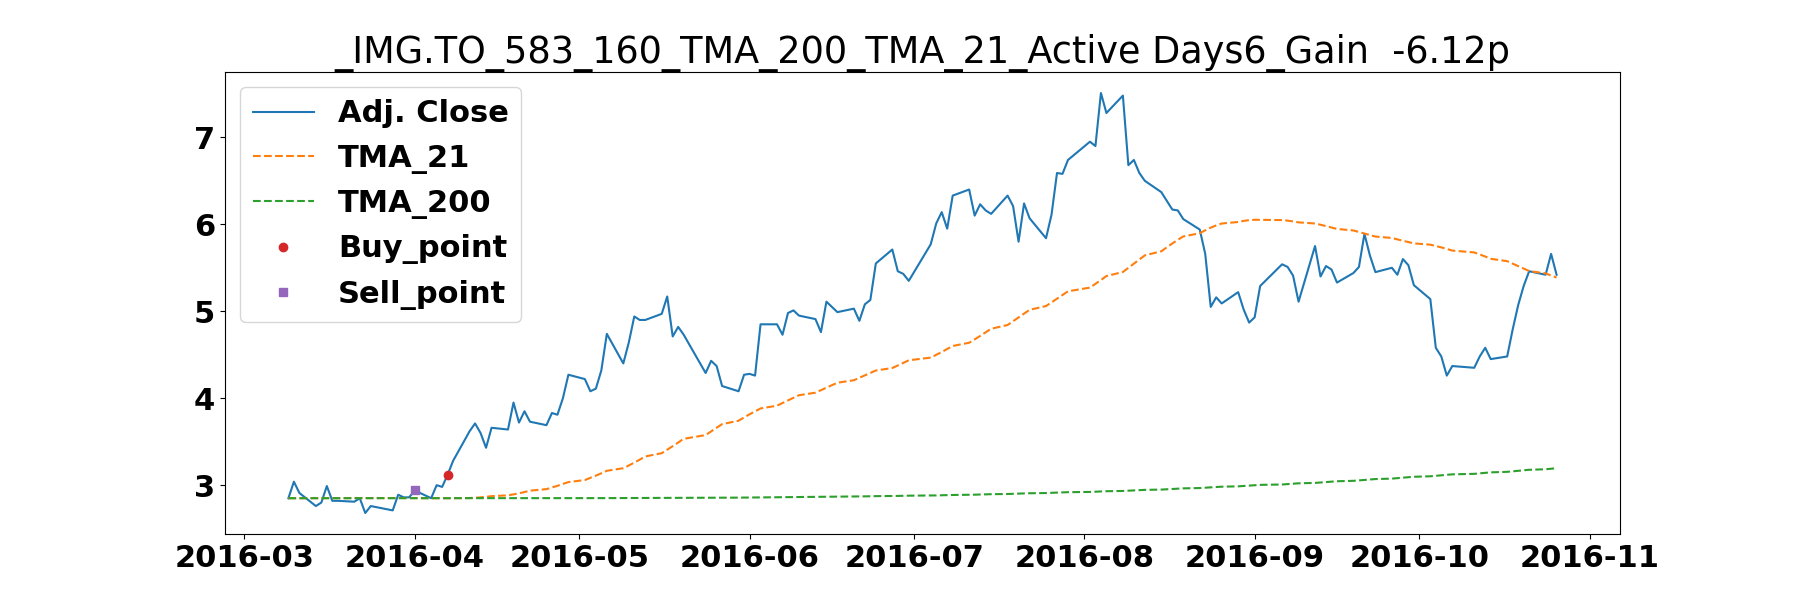 _IMG.TO_583_160_TMA_200_TMA_21_Active Days6_Gain  -6.12p
Adj. Close
TMA_21
TMA_200
Buy_point
Sell_point
7
6
5
4
3
2016-03 2016-04 2016-05 2016-06 2016-07 2016-08 2016-09 2016-10 2016-11